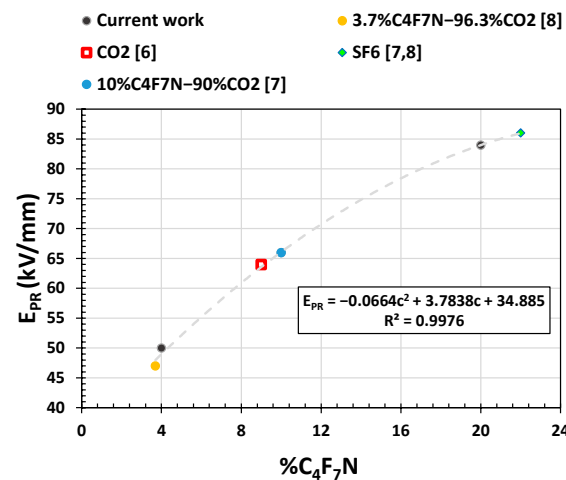 Current work
3.7%C4F7N–96.3%CO2 [8]
CO2 [6]
SF6 [7,8]
10%C4F7N–90%CO2 [7]
90
85
80
75
70
65
60
55
50
45
40
E_PR (kV/mm)
E_PR = −0.0664c² + 3.7838c + 34.885
R² = 0.9976
0 4 8 12 16 20 24
%C₄F₇N